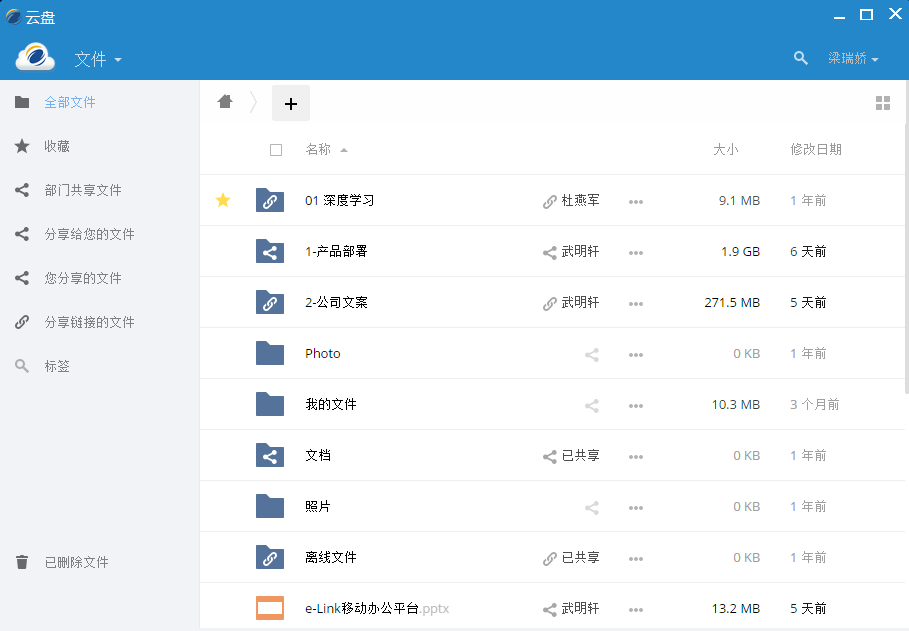 云盘
文件
梁瑞娇
全部文件
收藏
部门共享文件
分享给您的文件
您分享的文件
分享链接的文件
标签
已删除文件
名称 大小 修改日期
01 深度学习 杜燕军 9.1 MB 1 年前
1-产品部署 武明轩 1.9 GB 6 天前
2-公司文案 武明轩 271.5 MB 5 天前
Photo 0 KB 1 年前
我的文件 10.3 MB 3 个月前
文档 已共享 0 KB 1 年前
照片 0 KB 1 年前
离线文件 已共享 0 KB 1 年前
e-Link移动办公平台.pptx 武明轩 13.2 MB 5 天前